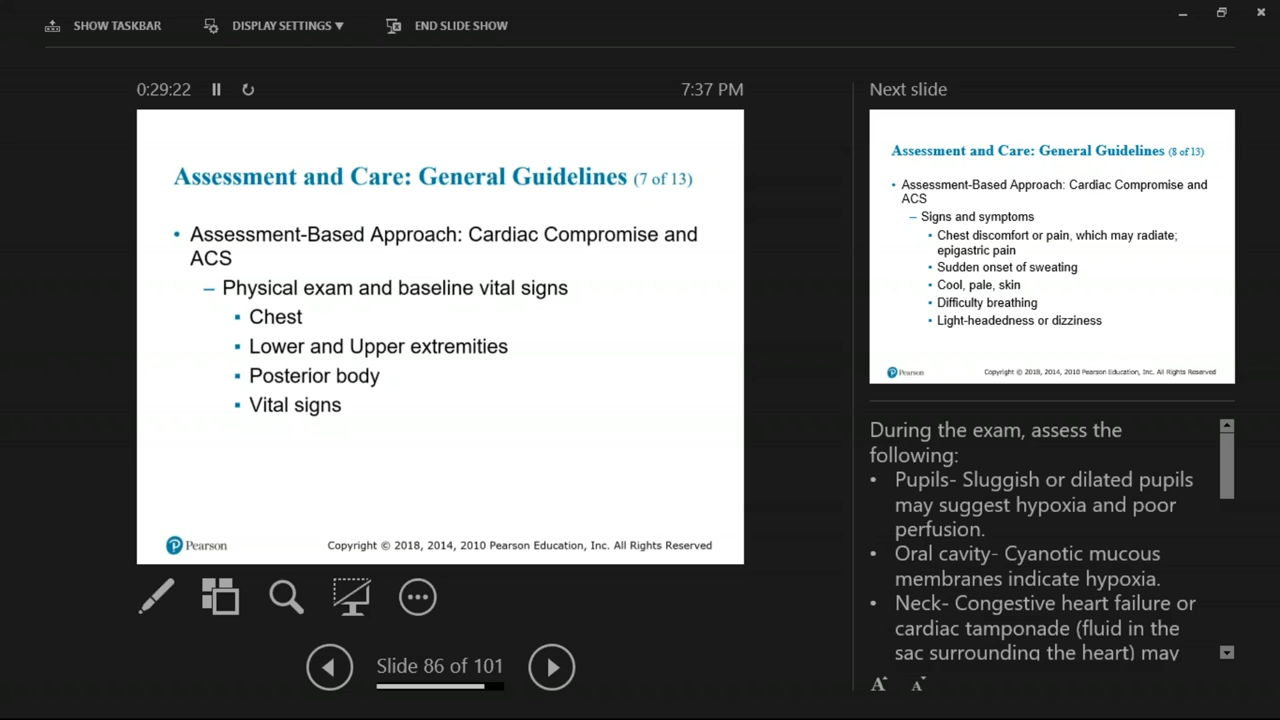 SHOW TASKBAR
DISPLAY SETTINGS ▼
END SLIDE SHOW
0:29:22
7:37 PM
Assessment and Care: General Guidelines (7 of 13)
• Assessment-Based Approach: Cardiac Compromise and
ACS
– Physical exam and baseline vital signs
▪ Chest
▪ Lower and Upper extremities
▪ Posterior body
▪ Vital signs
Pearson
Copyright © 2018, 2014, 2010 Pearson Education, Inc. All Rights Reserved
Slide 86 of 101
Next slide
Assessment and Care: General Guidelines (8 of 13)
• Assessment-Based Approach: Cardiac Compromise and
ACS
– Signs and symptoms
▪ Chest discomfort or pain, which may radiate;
epigastric pain
▪ Sudden onset of sweating
▪ Cool, pale, skin
▪ Difficulty breathing
▪ Light-headedness or dizziness
Pearson
Copyright © 2018, 2014, 2010 Pearson Education, Inc. All Rights Reserved
During the exam, assess the
following:
• Pupils- Sluggish or dilated pupils
may suggest hypoxia and poor
perfusion.
• Oral cavity- Cyanotic mucous
membranes indicate hypoxia.
• Neck- Congestive heart failure or
cardiac tamponade (fluid in the
sac surrounding the heart) may
A A